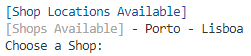 [Shop Locations Available]
[Shops Available] - Porto - Lisboa
Choose a Shop: